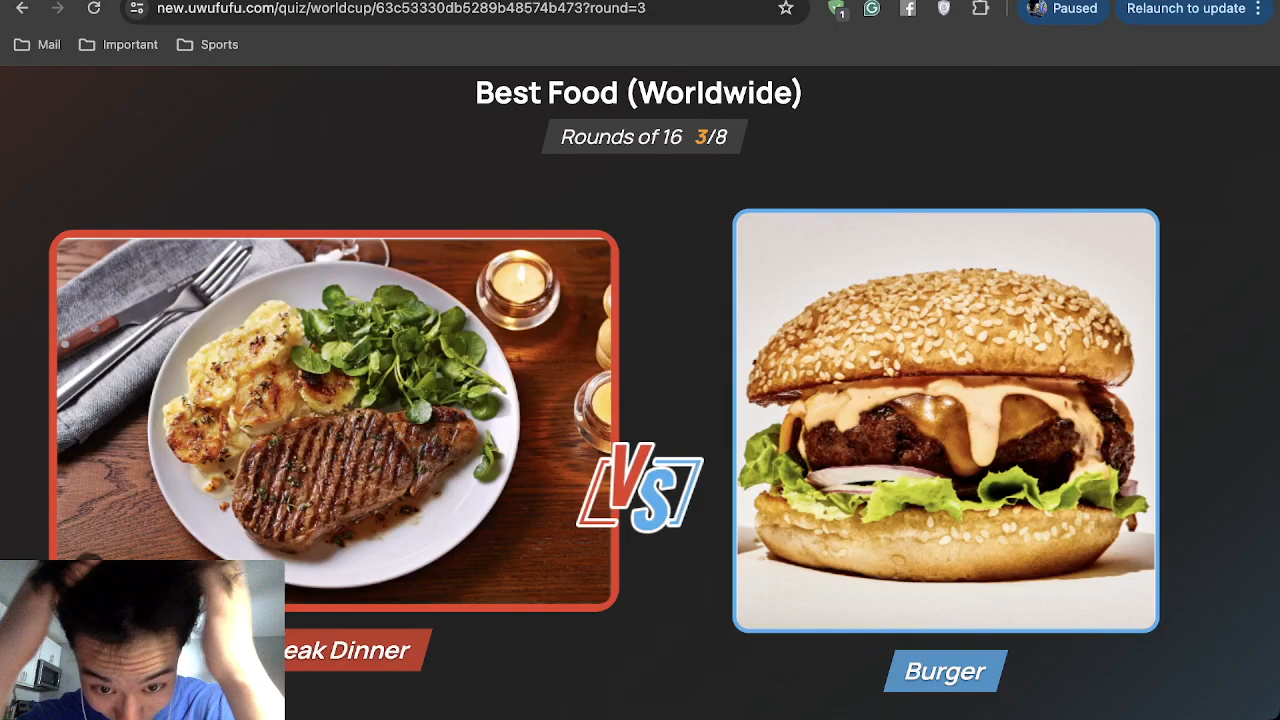 new.uwufufu.com/quiz/worldcup/63c53330db5289b48574b473?round=3
1
Paused
Relaunch to update
Mail
Important
Sports
Best Food (Worldwide)
Rounds of 16 3/8
VS
eak Dinner
Burger